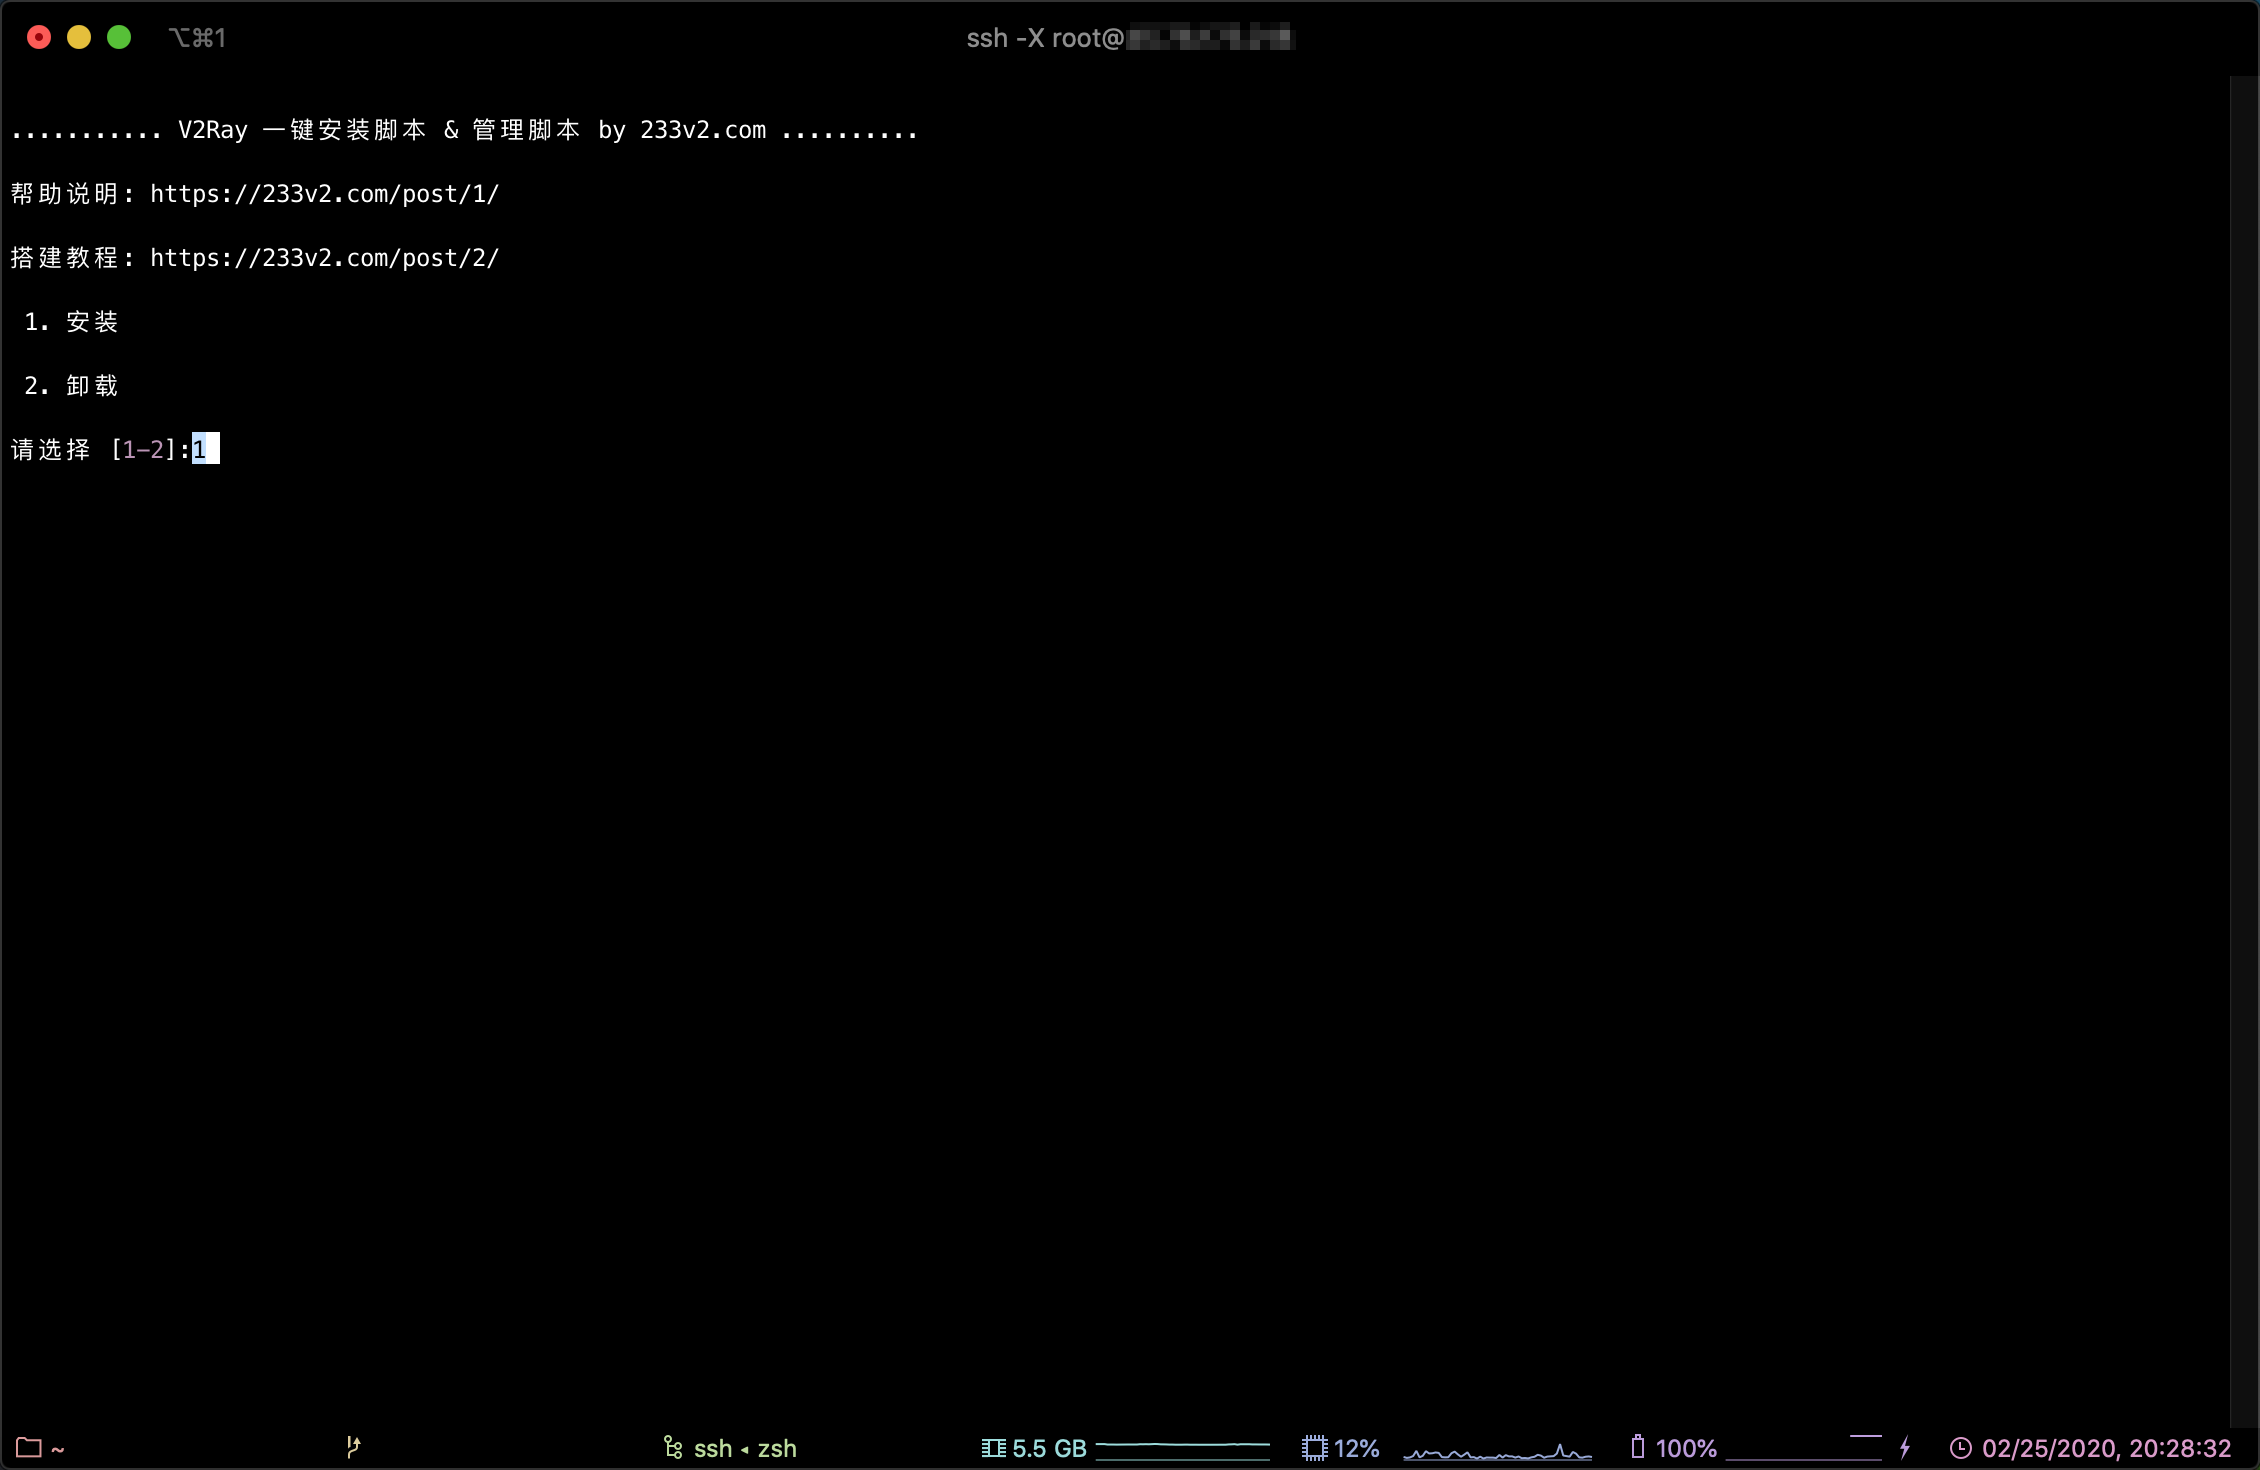 ⌥⌘1
ssh -X root@
........... V2Ray 一键安装脚本 & 管理脚本 by 233v2.com ..........
帮助说明: https://233v2.com/post/1/
搭建教程: https://233v2.com/post/2/
1. 安装
2. 卸载
请选择 [1-2]:1
~ ssh ◂ zsh 5.5 GB 12% 100% 02/25/2020, 20:28:32